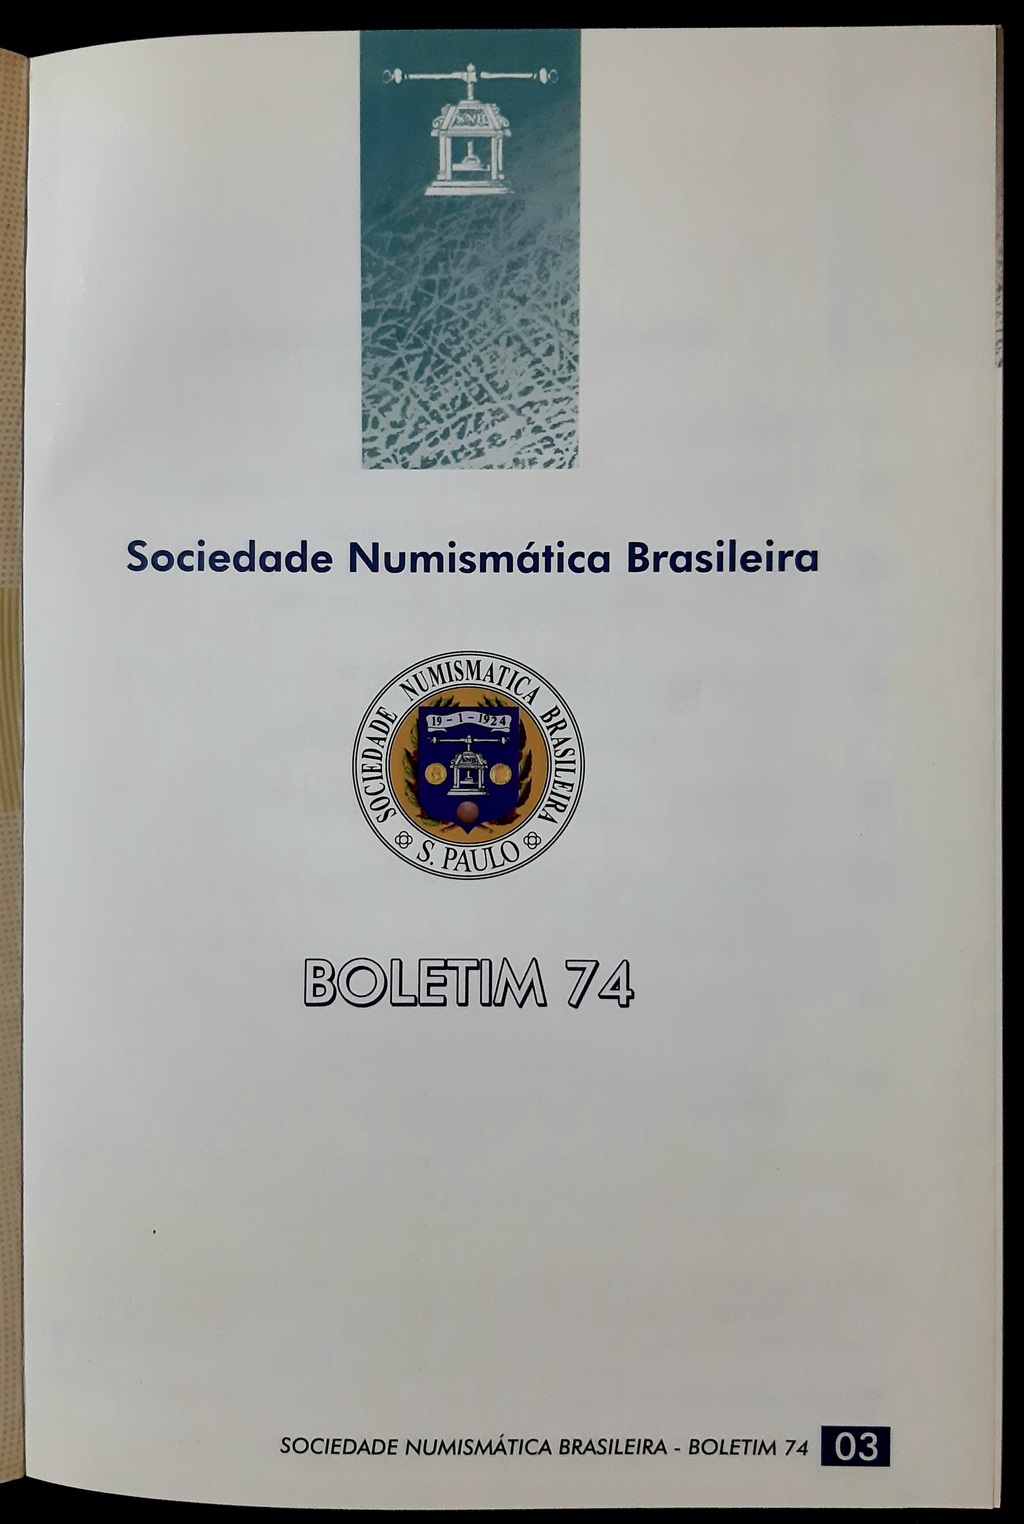 SNB
Sociedade Numismática Brasileira
SOCIEDADE NUMISMATICA BRASILEIRA
19-1-1924
SNB
S. PAULO
BOLETIM 74
SOCIEDADE NUMISMÁTICA BRASILEIRA - BOLETIM 74 03